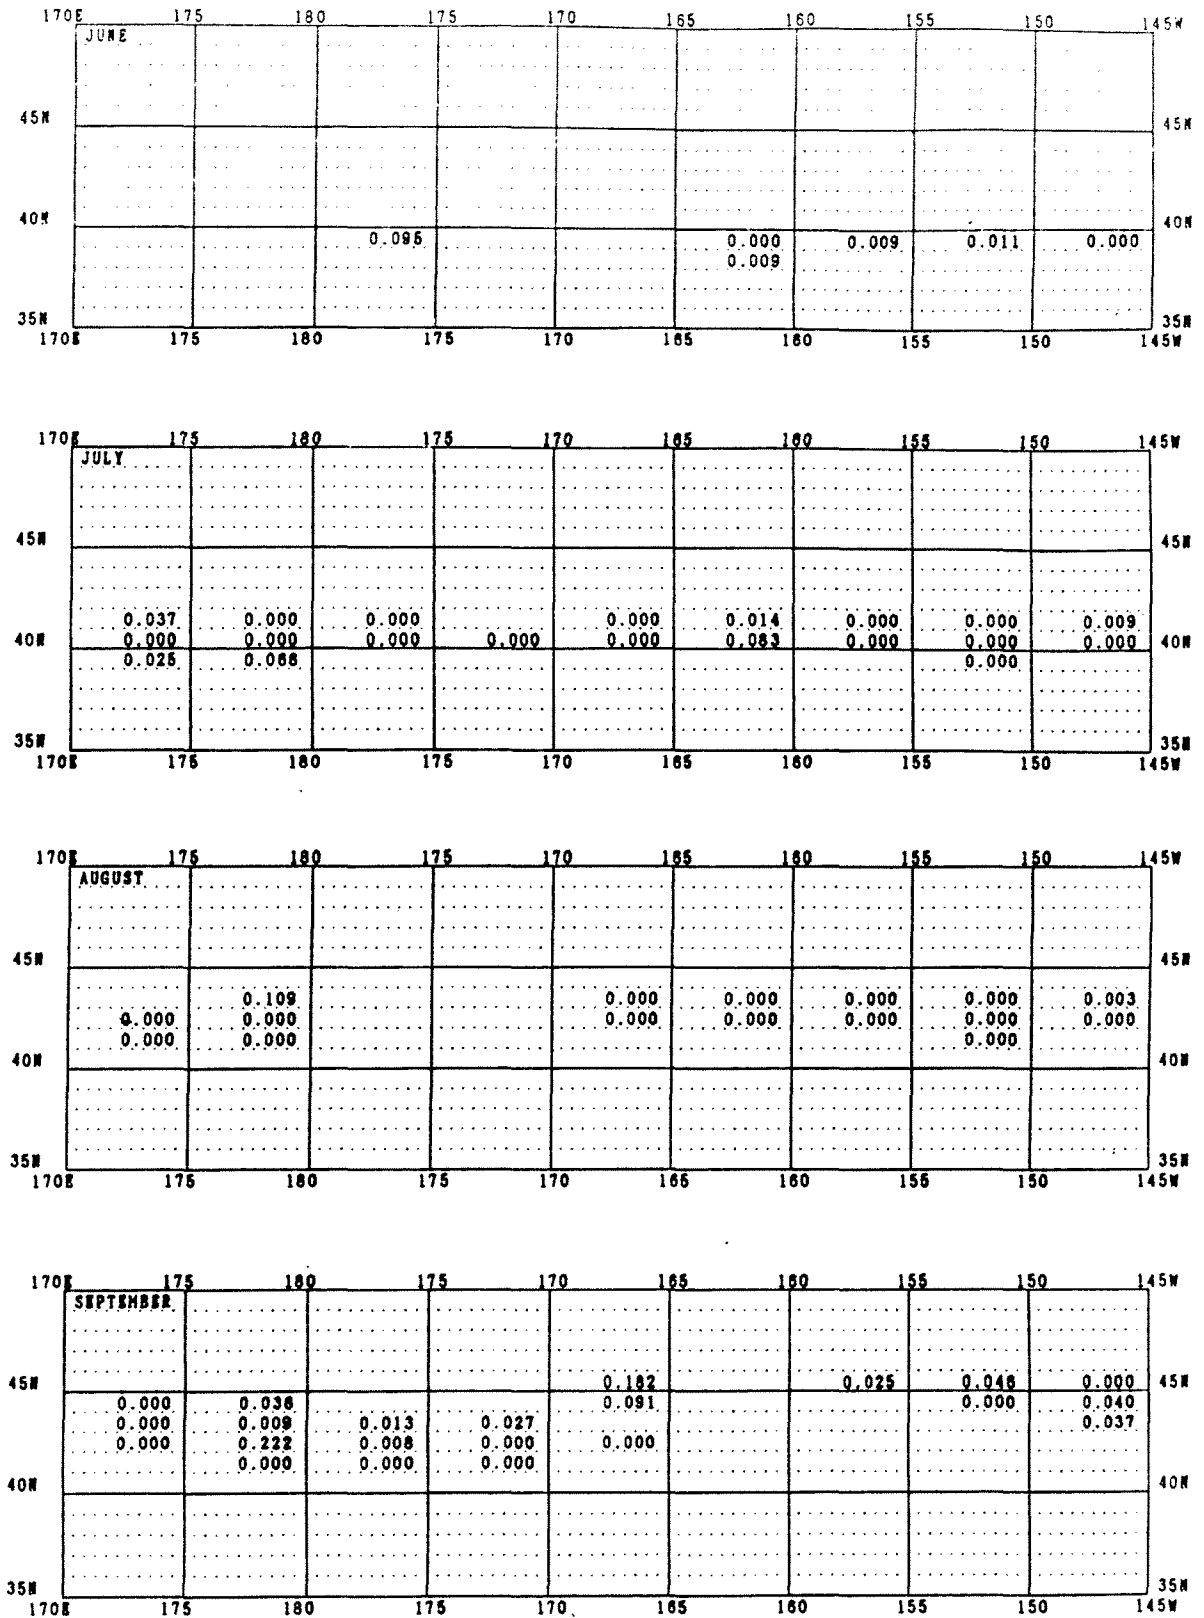 170E 175 180 175 170 165 160 155 150 145W
JUNE
45N 45N
40N 40N
0.095 0.000 0.009 0.011 0.000
0.009
35N 35N
170E 175 180 175 170 165 160 155 150 145W
170E 175 180 175 170 165 160 155 150 145W
JULY
45N 45N
0.037 0.000 0.000 0.000 0.014 0.000 0.000 0.009
40N 0.000 0.000 0.000 0.000 0.000 0.083 0.000 0.000 0.000 40N
0.025 0.066 0.000
35N 35N
170E 175 180 175 170 165 160 155 150 145W
170E 175 180 175 170 165 160 155 150 145W
AUGUST
45N 45N
0.109 0.000 0.000 0.000 0.000 0.003
0.000 0.000 0.000 0.000 0.000 0.000 0.000
0.000 0.000 0.000
40N 40N
35N 35N
170E 175 180 175 170 165 160 155 150 145W
170E 175 180 175 170 165 160 155 150 145W
SEPTEMBER
45N 0.182 0.025 0.046 0.000 45N
0.000 0.036 0.091 0.000 0.040
0.000 0.009 0.013 0.027 0.037
0.000 0.222 0.008 0.000 0.000
0.000 0.000 0.000
40N 40N
35N 35N
170E 175 180 175 170 165 160 155 150 145W